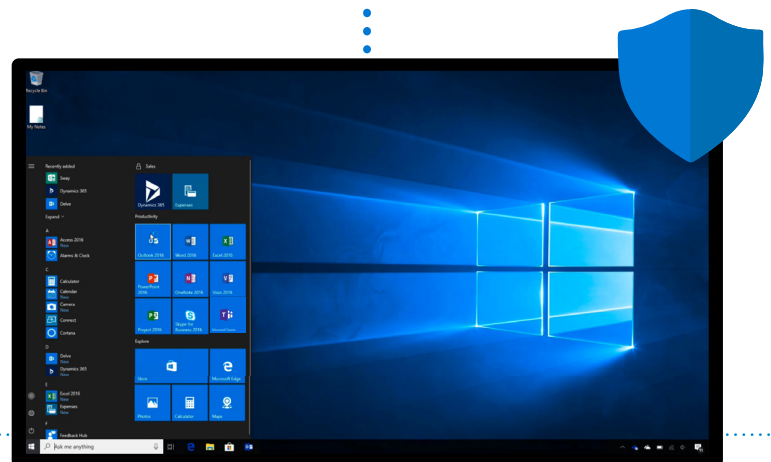 Recycle Bin
My Notes
Recently added
Sway
Dynamics 365
Delve
Expand
A
Access 2016
New
Alarms & Clock
C
Calculator
Calendar
New
Camera
New
Connect
Cortana
D
Delve
New
Dynamics 365
New
E
Excel 2016
New
Expenses
New
F
Feedback Hub
Sales
Dynamics 365
Expenses
Productivity
Outlook 2016
Word 2016
Excel 2016
PowerPoint
2016
OneNote 2016
Visio 2016
Project 2016
Skype for
Business 2016
Explore
Store
Microsoft Edge
Photos
Calculator
Maps
Ask me anything